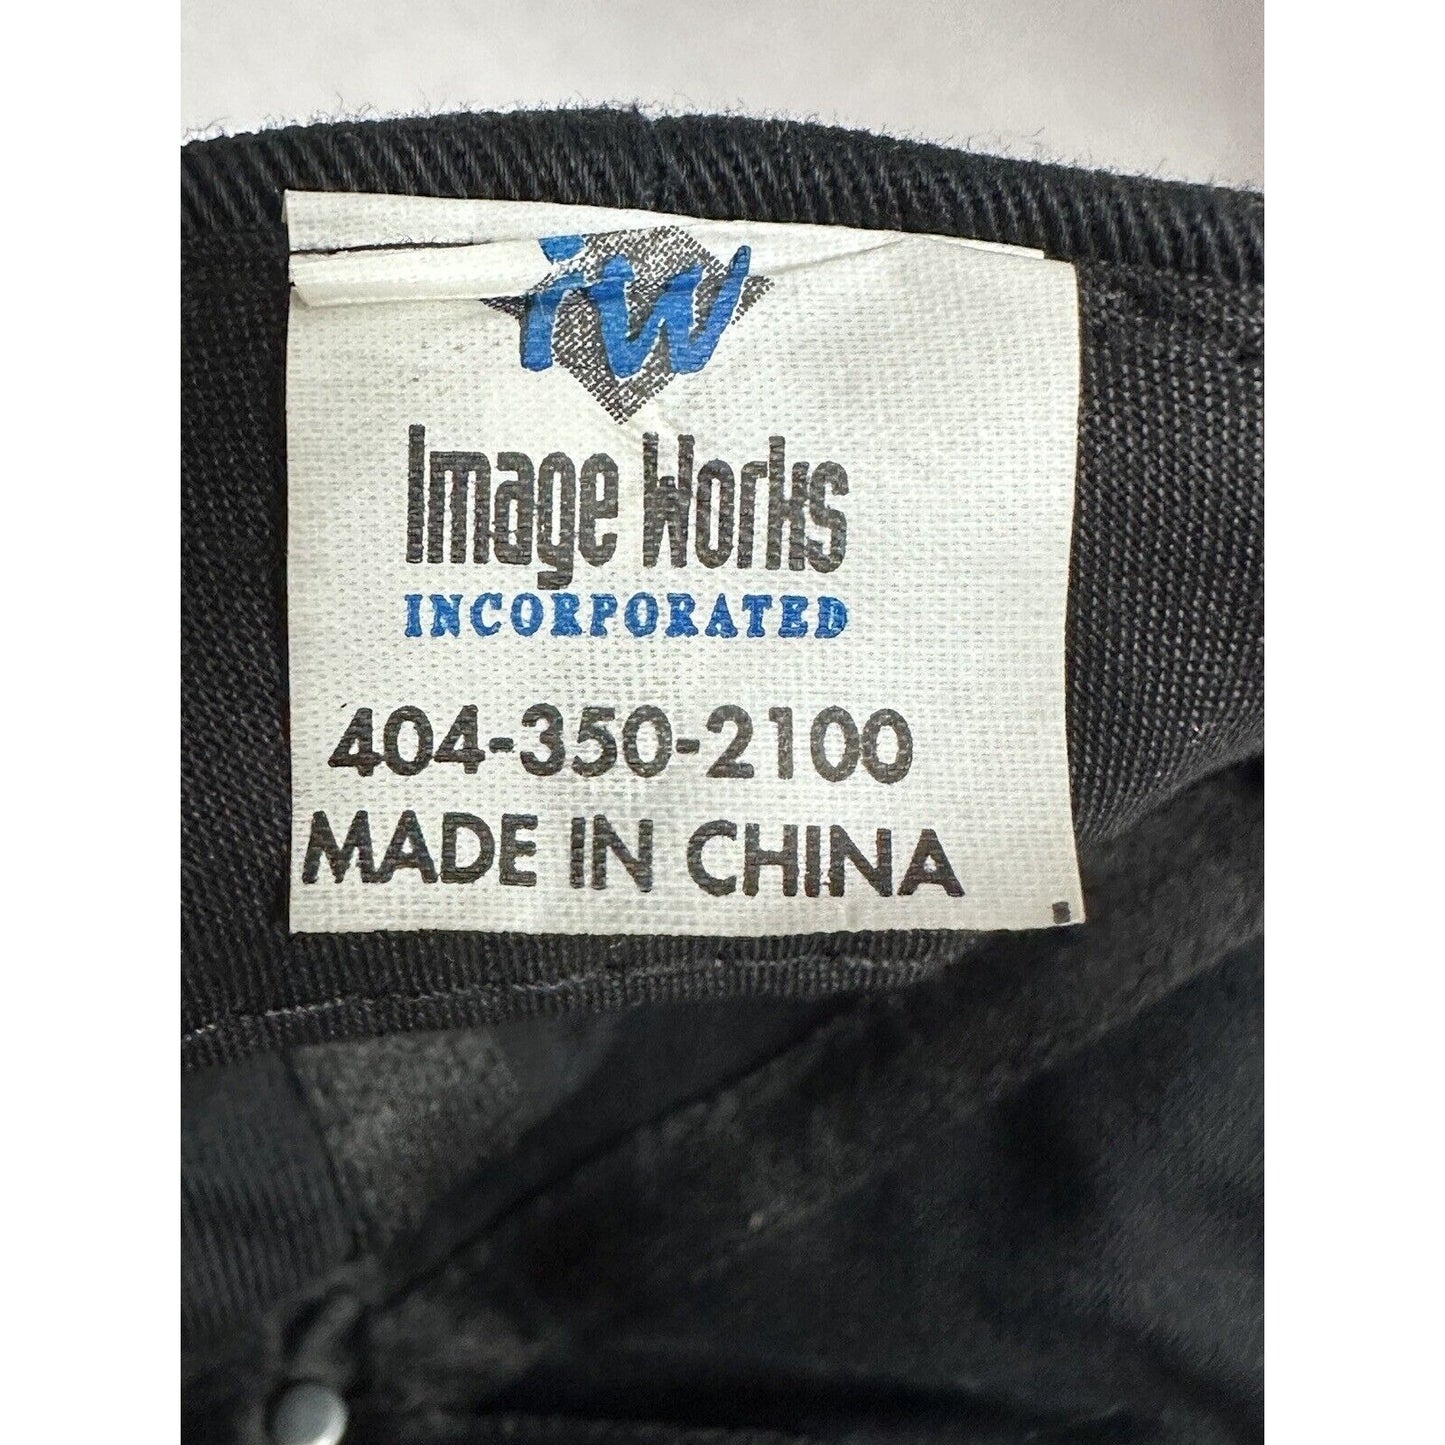 iw
Image Works
INCORPORATED
404-350-2100
MADE IN CHINA